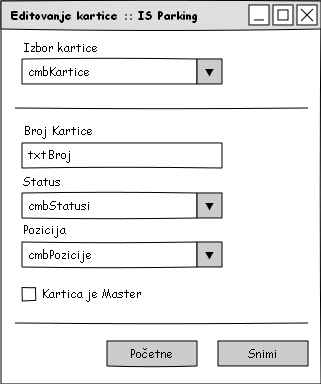 Editovanje kartice :: IS Parking
Izbor kartice
cmbKartice
Broj Kartice
txtBroj
Status
cmbStatusi
Pozicija
cmbPozicije
Kartica je Master
Početne
Snimi